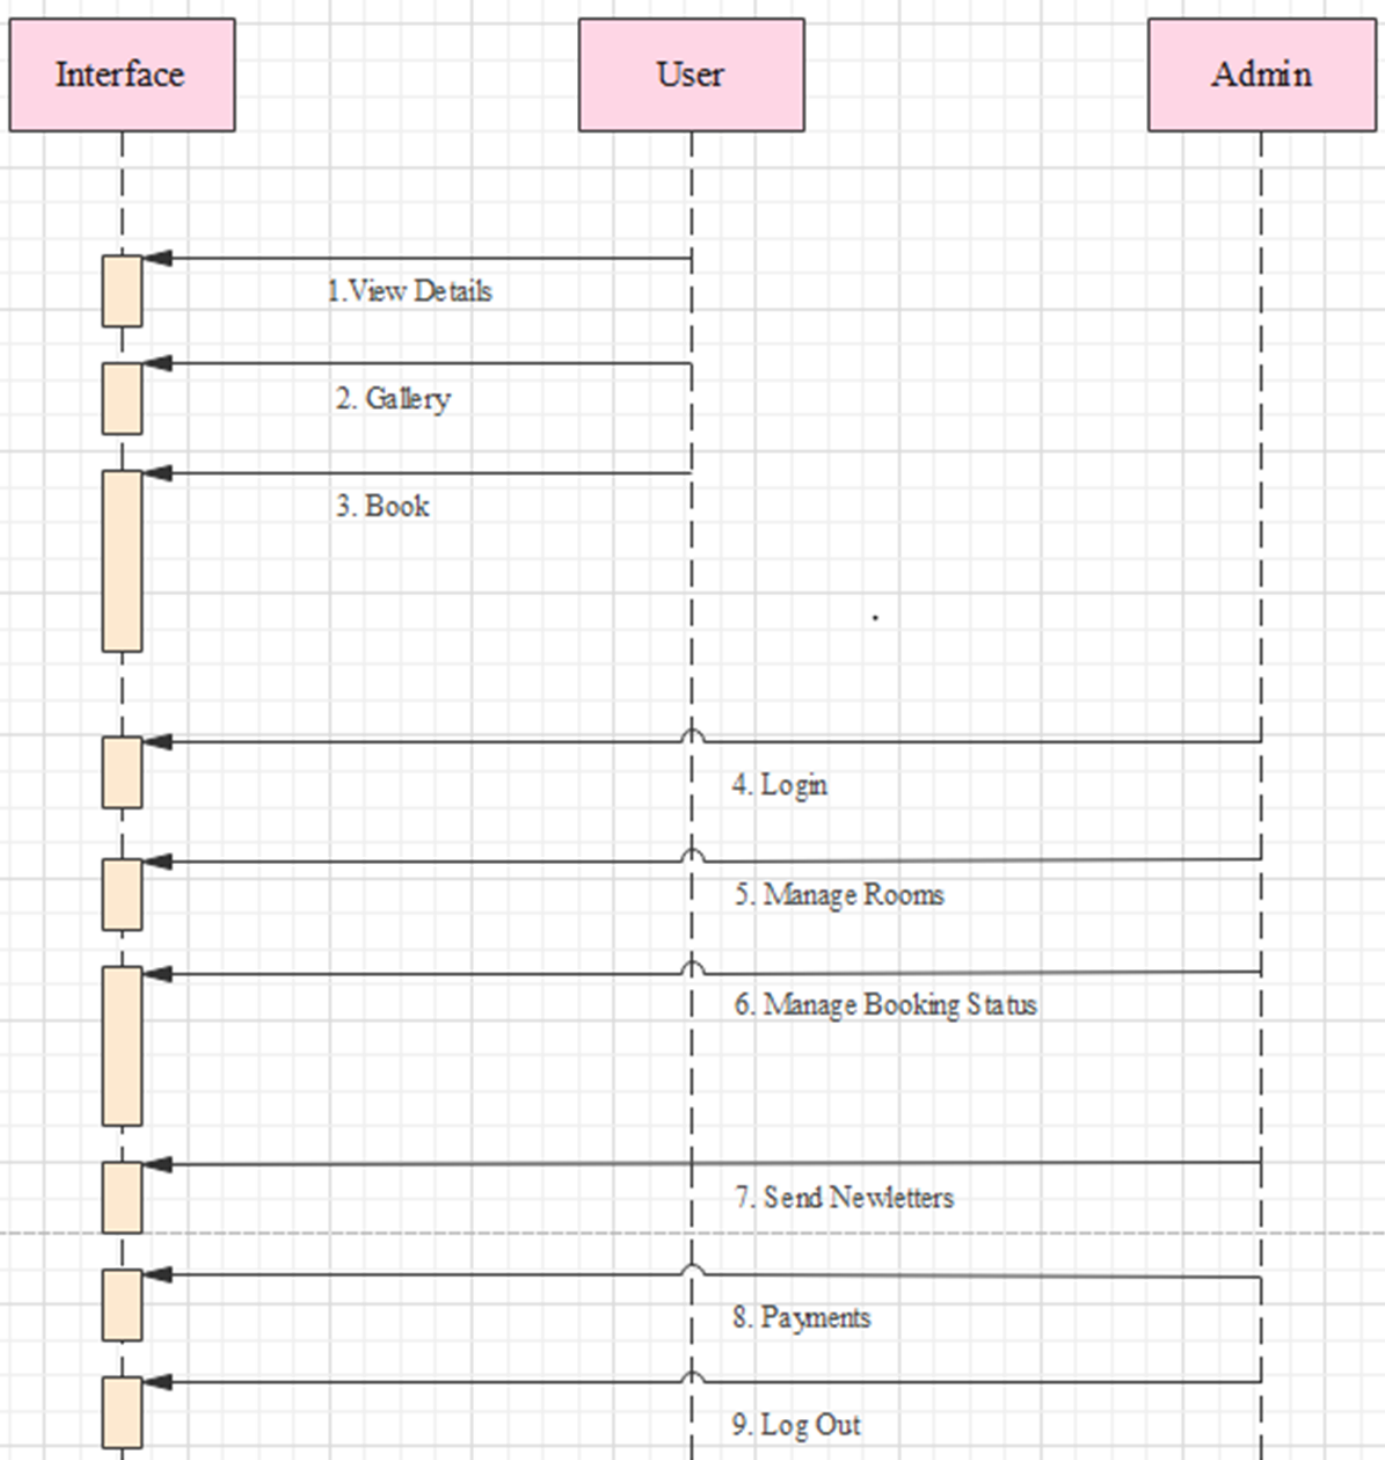 Interface
User
Admin
1.View Details
2. Gallery
3. Book
4. Login
5. Manage Rooms
6. Manage Booking Status
7. Send Newletters
8. Payments
9. Log Out